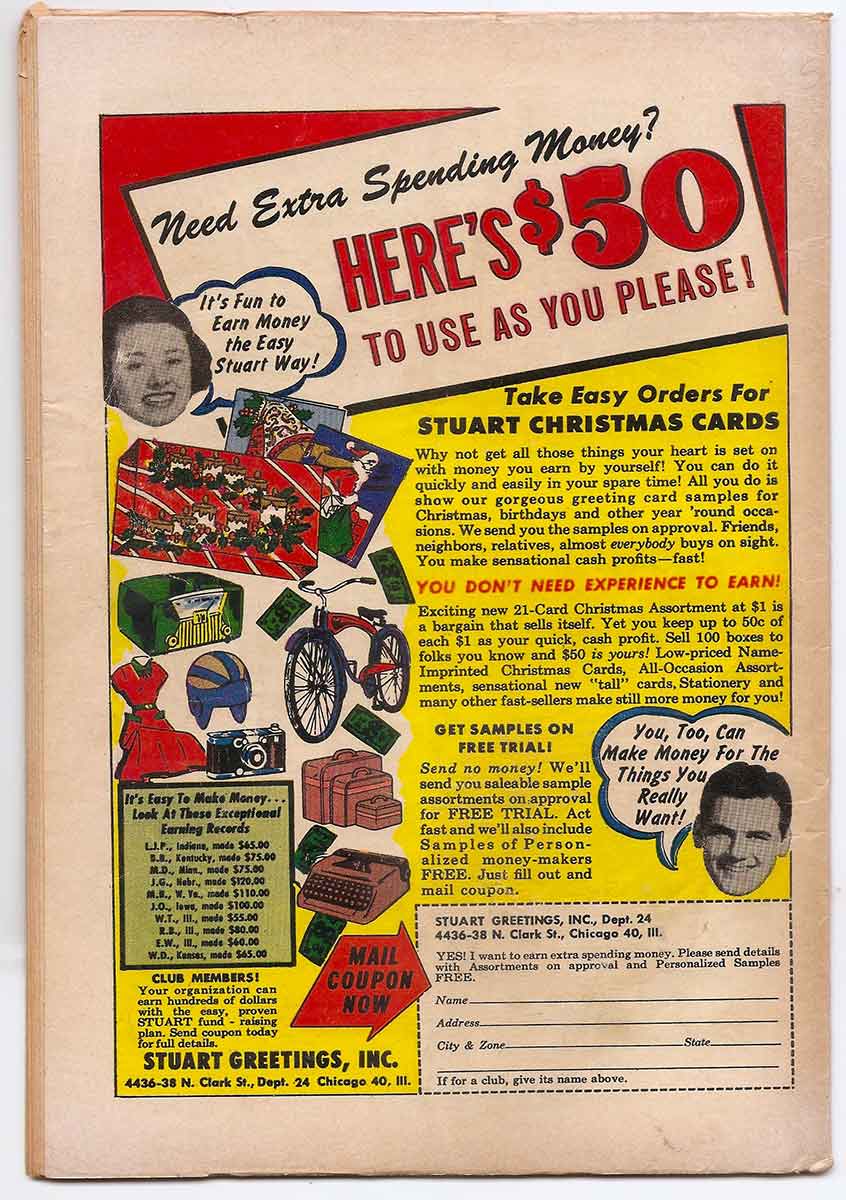 Need Extra Spending Money?
HERE'S $50
TO USE AS YOU PLEASE!
It's Fun to
Earn Money
the Easy
Stuart Way!
Take Easy Orders For
STUART CHRISTMAS CARDS
Why not get all those things your heart is set on
with money you earn by yourself! You can do it
quickly and easily in your spare time! All you do is
show our gorgeous greeting card samples for
Christmas, birthdays and other year 'round occa-
sions. We send you the samples on approval. Friends,
neighbors, relatives, almost everybody buys on sight.
You make sensational cash profits—fast!
YOU DON'T NEED EXPERIENCE TO EARN!
Exciting new 21-Card Christmas Assortment at $1 is
a bargain that sells itself. Yet you keep up to 50c of
each $1 as your quick, cash profit. Sell 100 boxes to
folks you know and $50 is yours! Low-priced Name-
Imprinted Christmas Cards, All-Occasion Assort-
ments, sensational new "tall" cards, Stationery and
many other fast-sellers make still more money for you!
GET SAMPLES ON
FREE TRIAL!
Send no money! We'll
send you saleable sample
assortments on approval
for FREE TRIAL. Act
fast and we'll also include
Samples of Person-
alized money-makers
FREE. Just fill out and
mail coupon.
You, Too, Can
Make Money For The
Things You
Really
Want!
It's Easy To Make Money...
Look At These Exceptional
Earning Records
L.J.P., Indiana, made $65.00
B.B., Kentucky, made $75.00
M.D., Minn., made $75.00
J.G., Nebr., made $120.00
M.H., W. Va., made $110.00
J.O., Iowa, made $100.00
W.T., Ill., made $55.00
R.B., Ill., made $80.00
E.W., Ill., made $60.00
W.D., Kansas, made $65.00
CLUB MEMBERS!
Your organization can
earn hundreds of dollars
with the easy, proven
STUART fund - raising
plan. Send coupon today
for full details.
STUART GREETINGS, INC.
4436-38 N. Clark St., Dept. 24 Chicago 40, Ill.
MAIL
COUPON
NOW
STUART GREETINGS, INC., Dept. 24
4436-38 N. Clark St., Chicago 40, Ill.
YES! I want to earn extra spending money. Please send details
with Assortments on approval and Personalized Samples
FREE.
Name
Address
City & Zone State
If for a club, give its name above.